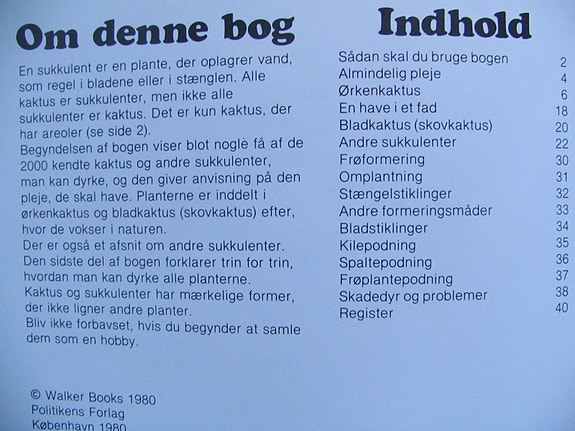 Om denne bog
En sukkulent er en plante, der oplagrer vand,
som regel i bladene eller i stænglen. Alle
kaktus er sukkulenter, men ikke alle
sukkulenter er kaktus. Det er kun kaktus, der
har areoler (se side 2).
Begyndelsen af bogen viser blot nogle få af de
2000 kendte kaktus og andre sukkulenter,
man kan dyrke, og den giver anvisning på den
pleje, de skal have. Planterne er inddelt i
ørkenkaktus og bladkaktus (skovkaktus) efter,
hvor de vokser i naturen.
Der er også et afsnit om andre sukkulenter.
Den sidste del af bogen forklarer trin for trin,
hvordan man kan dyrke alle planterne.
Kaktus og sukkulenter har mærkelige former,
der ikke ligner andre planter.
Bliv ikke forbavset, hvis du begynder at samle
dem som en hobby.
© Walker Books 1980
Politikens Forlag
København 1980
Indhold
Sådan skal du bruge bogen 2
Almindelig pleje 4
Ørkenkaktus 6
En have i et fad 18
Bladkaktus (skovkaktus) 20
Andre sukkulenter 22
Frøformering 30
Omplantning 31
Stængelstiklinger 32
Andre formeringsmåder 33
Bladstiklinger 34
Kilepodning 35
Spaltepodning 36
Frøplantepodning 37
Skadedyr og problemer 38
Register 40